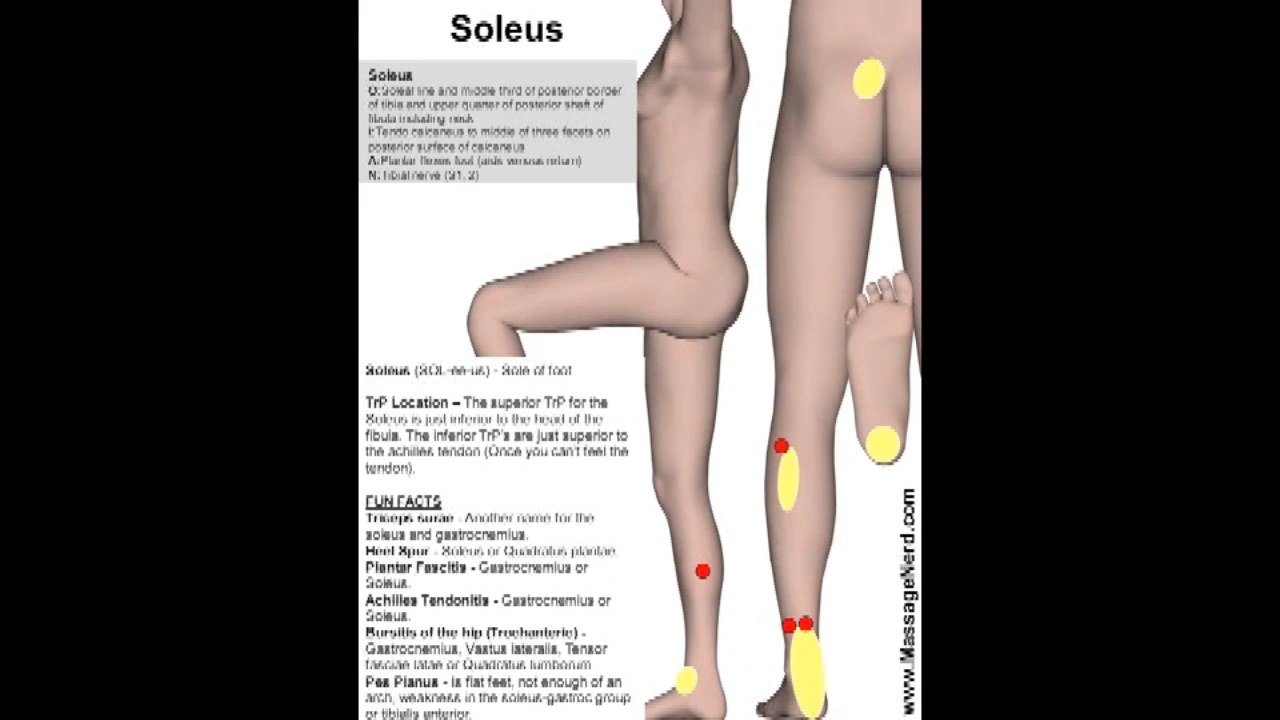 Soleus
Soleus
O: Soleal line and middle third of posterior border
of tibia and upper quarter of posterior shaft of
fibula including neck
I: Tendo calcaneus to middle of three facets on
posterior surface of calcaneus
A: Plantar flexes foot (aids venous return)
N: Tibial nerve (S1, 2)
Soleus (SOL-ee-us) - Sole of foot
TrP Location – The superior TrP for the
Soleus is just inferior to the head of the
fibula. The inferior TrP's are just superior to
the achilles tendon (Once you can't feel the
tendon).
FUN FACTS
Triceps surae - Another name for the
soleus and gastrocnemius.
Heel Spur - Soleus or Quadratus plantae.
Plantar Fascitis - Gastrocnemius or
Soleus.
Achilles Tendonitis - Gastrocnemius or
Soleus.
Bursitis of the hip (Trochanteric) -
Gastrocnemius, Vastus lateralis, Tensor
fasciae latae or Quadratus lumborum
Pes Planus - is flat feet, not enough of an
arch, weakness in the soleus-gastroc group
or tibialis anterior.
www.MassageNerd.com